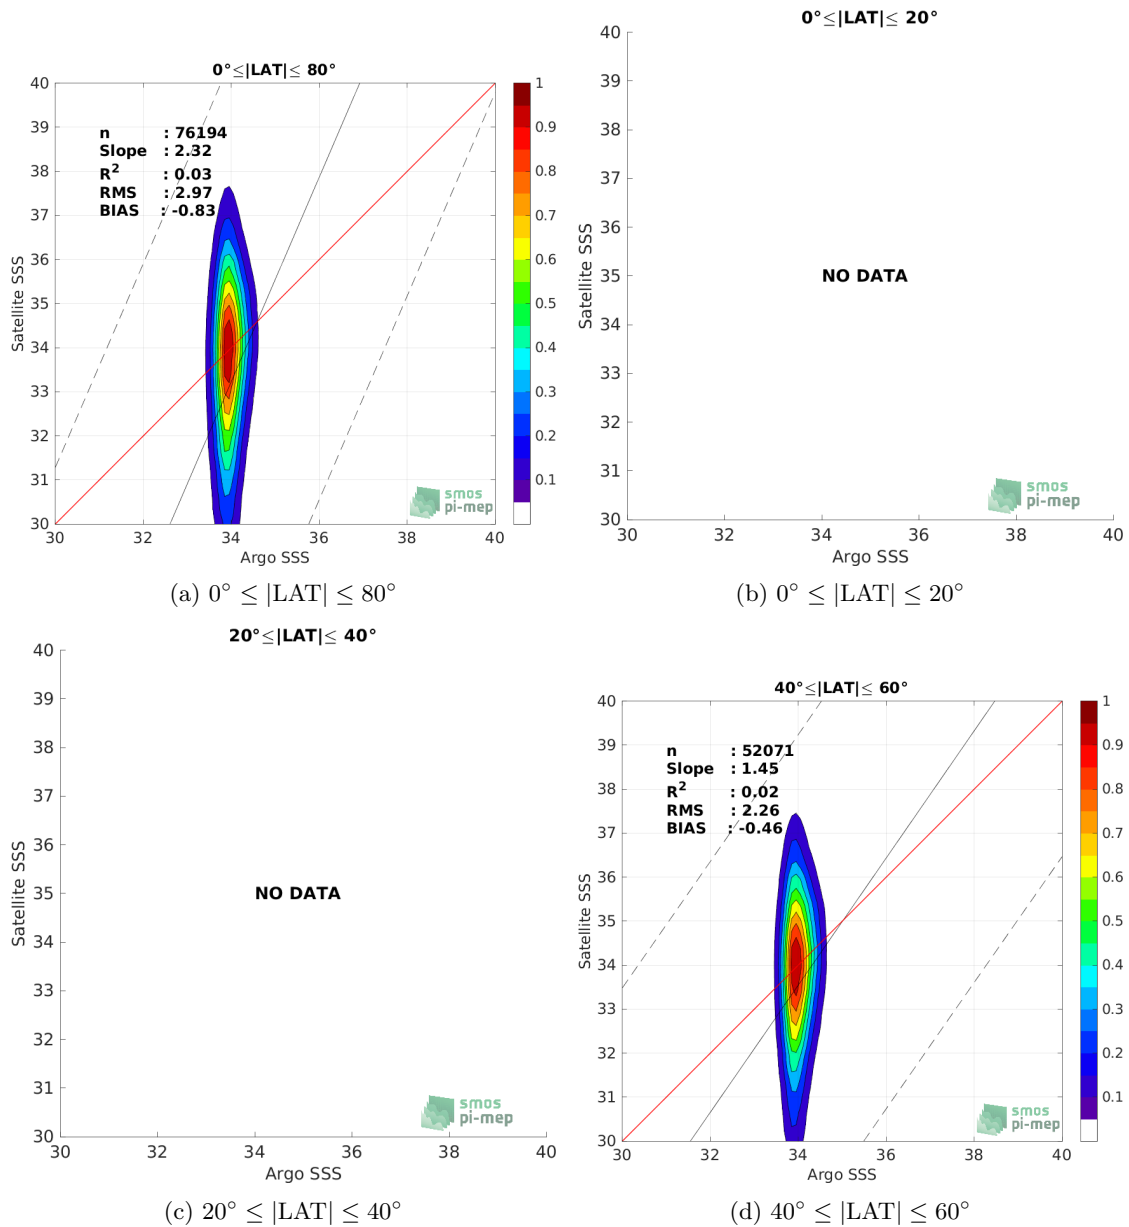 0°≤|LAT|≤ 80°
40
39
38
37
36
35
34
33
32
31
30
Satellite SSS
n : 76194
Slope : 2.32
R² : 0.03
RMS : 2.97
BIAS : -0.83
smos
pi-mep
30 32 34 36 38 40
Argo SSS
1
0.9
0.8
0.7
0.6
0.5
0.4
0.3
0.2
0.1
(a) 0° ≤ |LAT| ≤ 80°
0°≤|LAT|≤ 20°
40
39
38
37
36
35
34
33
32
31
30
Satellite SSS
NO DATA
smos
pi-mep
30 32 34 36 38 40
Argo SSS
(b) 0° ≤ |LAT| ≤ 20°
20°≤|LAT|≤ 40°
40
39
38
37
36
35
34
33
32
31
30
Satellite SSS
NO DATA
smos
pi-mep
30 32 34 36 38 40
Argo SSS
(c) 20° ≤ |LAT| ≤ 40°
40°≤|LAT|≤ 60°
40
39
38
37
36
35
34
33
32
31
30
Satellite SSS
n : 52071
Slope : 1.45
R² : 0.02
RMS : 2.26
BIAS : -0.46
smos
pi-mep
30 32 34 36 38 40
Argo SSS
1
0.9
0.8
0.7
0.6
0.5
0.4
0.3
0.2
0.1
(d) 40° ≤ |LAT| ≤ 60°